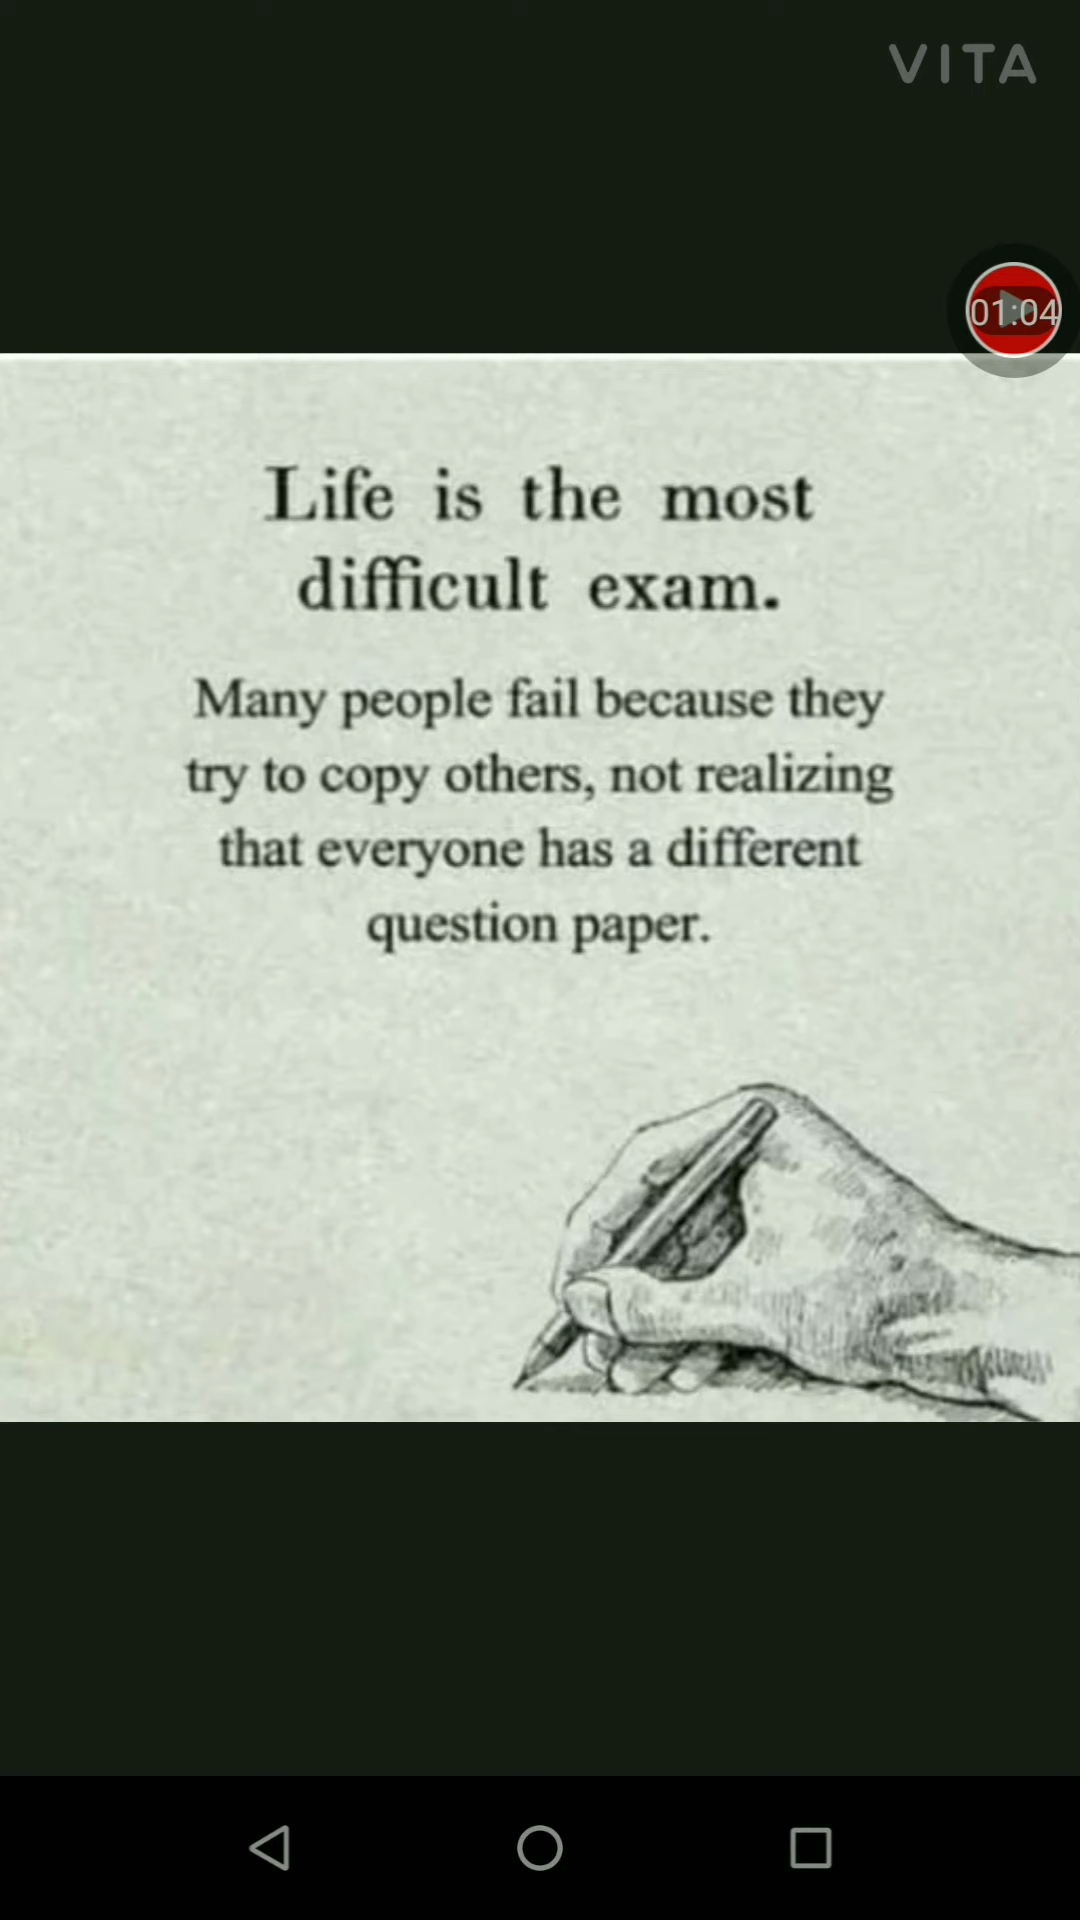 VITA
01:04
Life is the most
difficult exam.
Many people fail because they
try to copy others, not realizing
that everyone has a different
question paper.